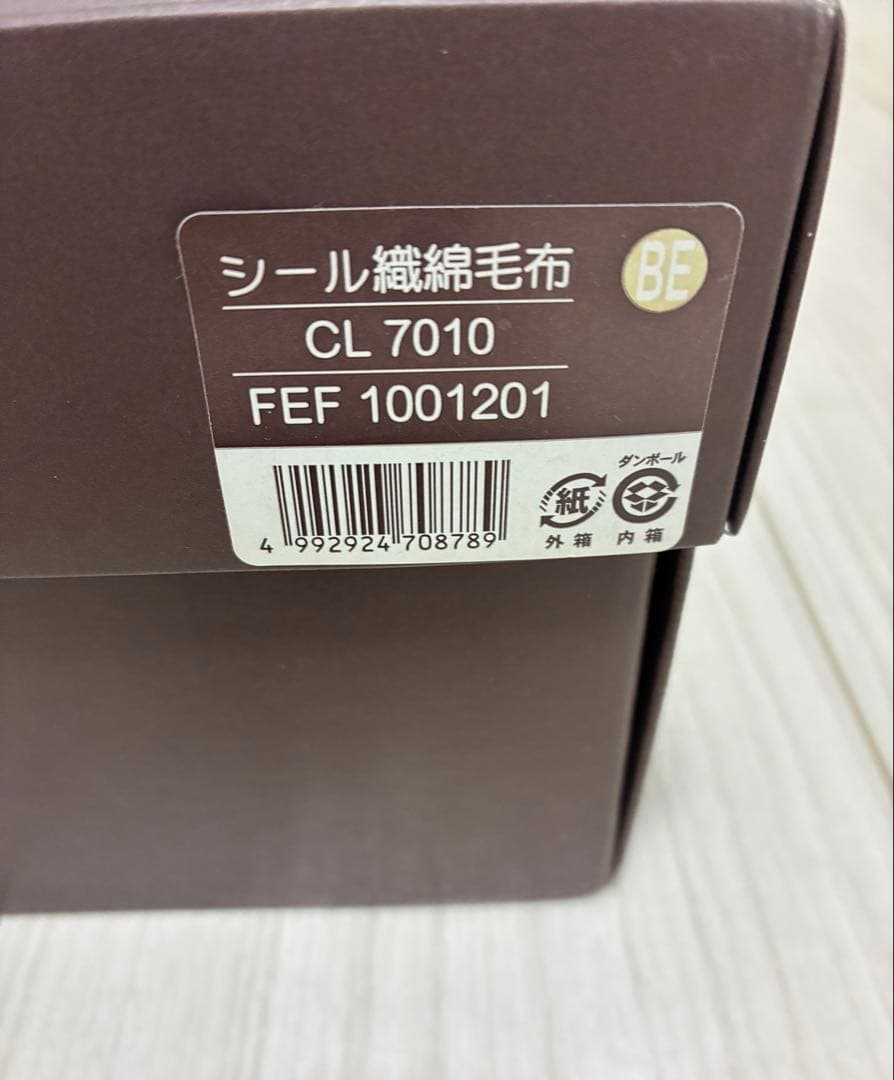 シール織綿毛布
BE
CL 7010
FEF 1001201
ダンボール
紙
外箱 内箱
4 992924 708789